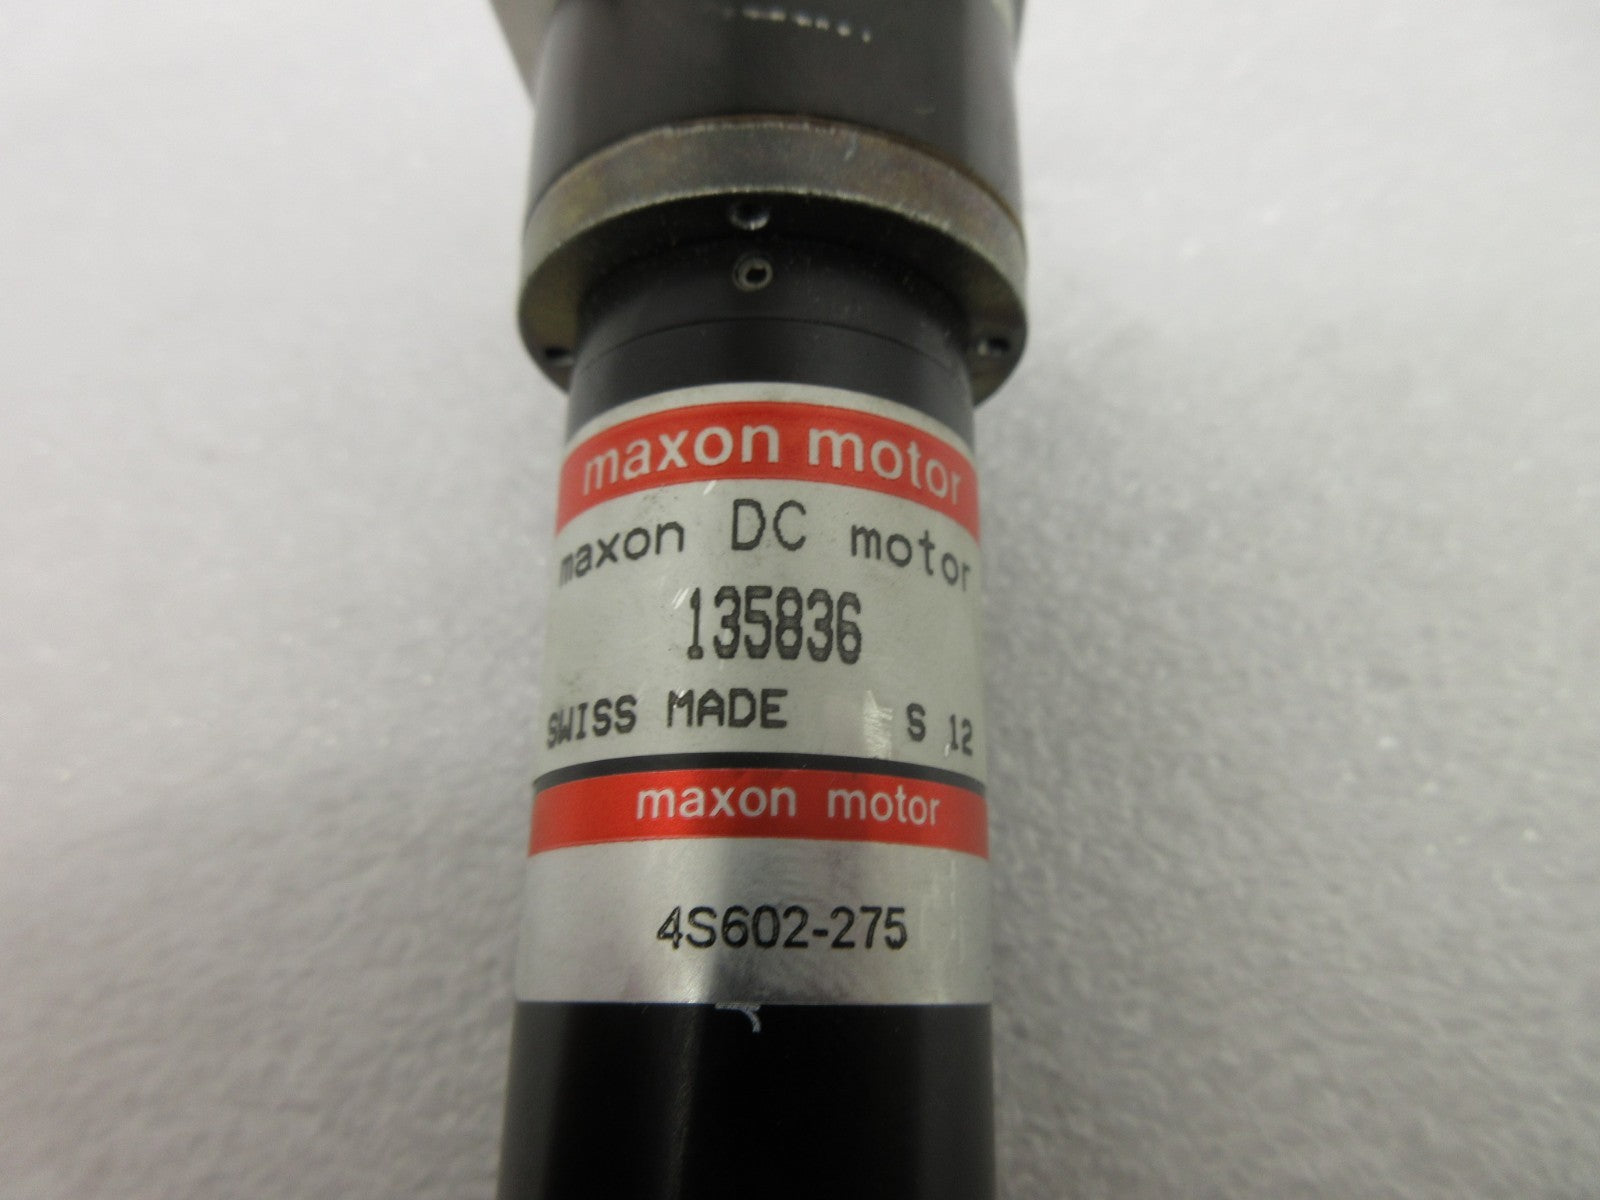 maxon motor
maxon DC motor
135836
SWISS MADE S 12
maxon motor
4S602-275